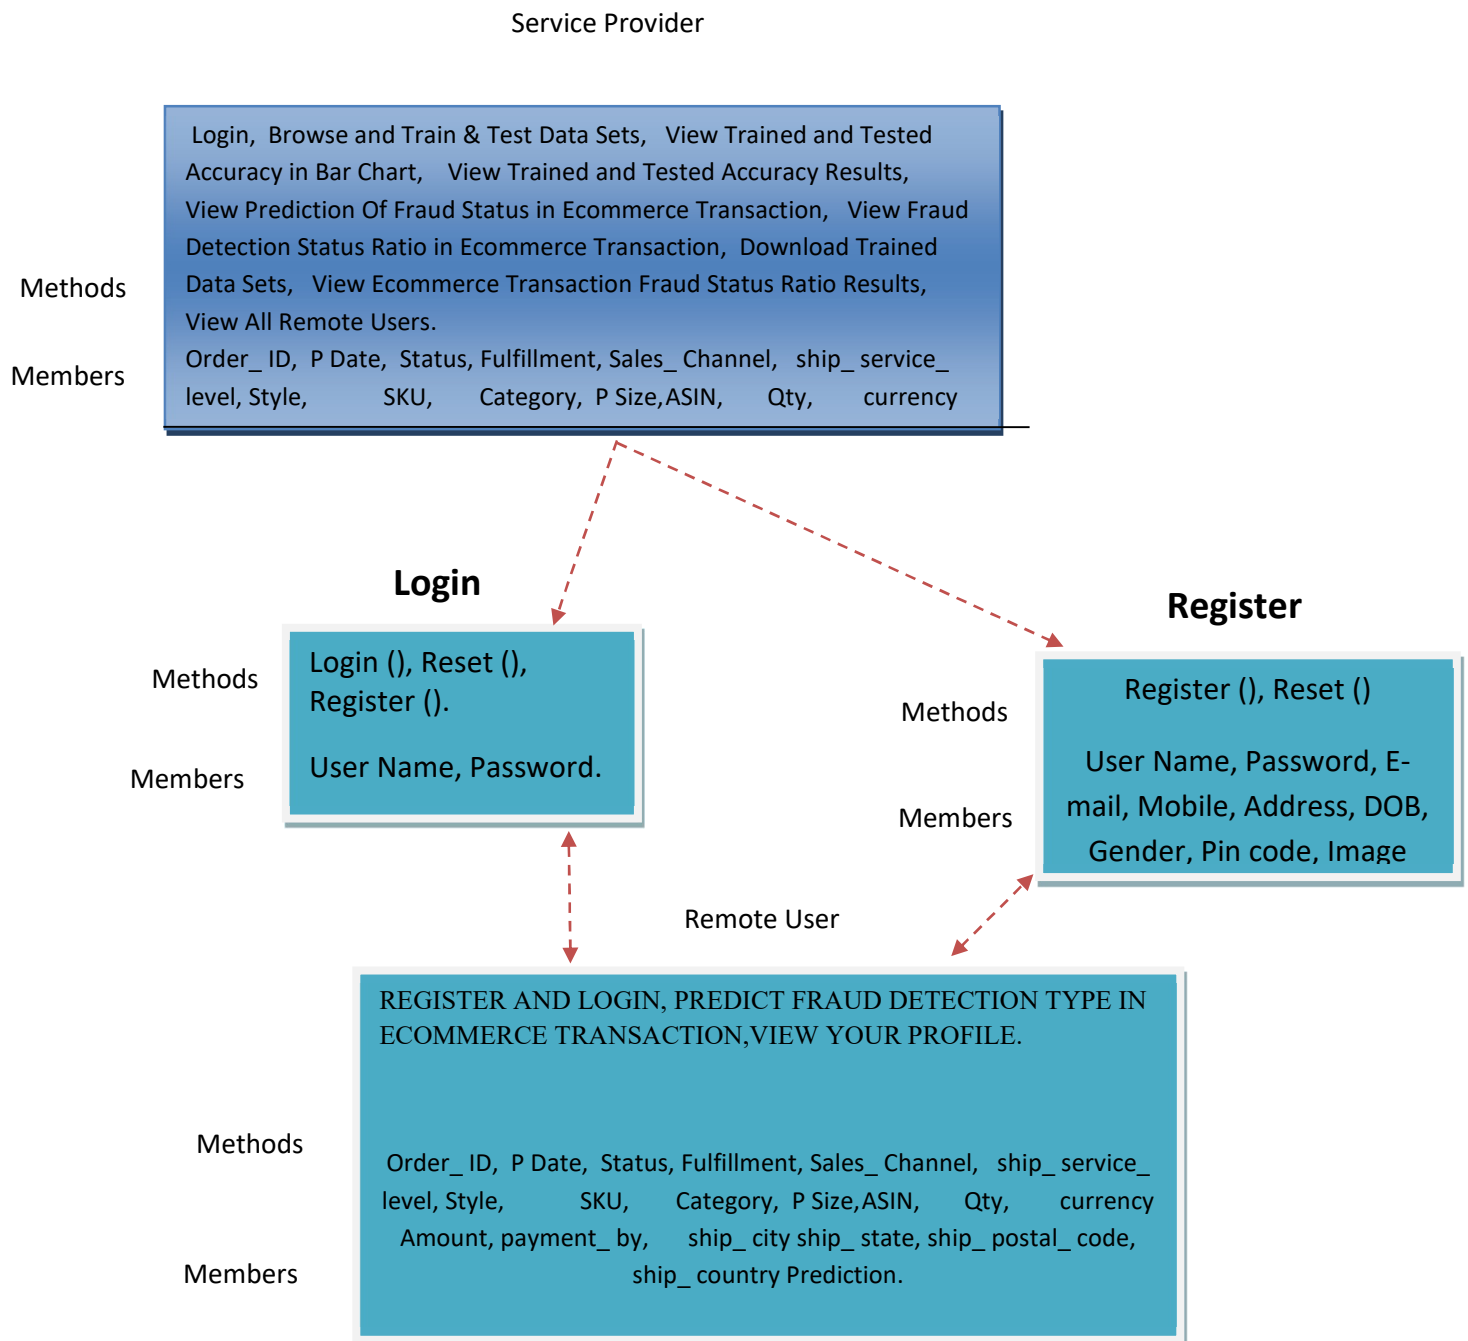 Service Provider
Login, Browse and Train & Test Data Sets, View Trained and Tested
Accuracy in Bar Chart, View Trained and Tested Accuracy Results,
View Prediction Of Fraud Status in Ecommerce Transaction, View Fraud
Detection Status Ratio in Ecommerce Transaction, Download Trained
Methods
Data Sets, View Ecommerce Transaction Fraud Status Ratio Results,
View All Remote Users.
Members
Order_ ID, P Date, Status, Fulfillment, Sales_ Channel, ship_ service_
level, Style, SKU, Category, P Size,ASIN, Qty, currency
Login
Methods
Login (), Reset (),
Register ().
Members
User Name, Password.
Register
Methods
Register (), Reset ()
Members
User Name, Password, E-
mail, Mobile, Address, DOB,
Gender, Pin code, Image
Remote User
REGISTER AND LOGIN, PREDICT FRAUD DETECTION TYPE IN
ECOMMERCE TRANSACTION,VIEW YOUR PROFILE.
Methods
Order_ ID, P Date, Status, Fulfillment, Sales_ Channel, ship_ service_
level, Style, SKU, Category, P Size,ASIN, Qty, currency
Amount, payment_ by, ship_ city ship_ state, ship_ postal_ code,
Members
ship_ country Prediction.